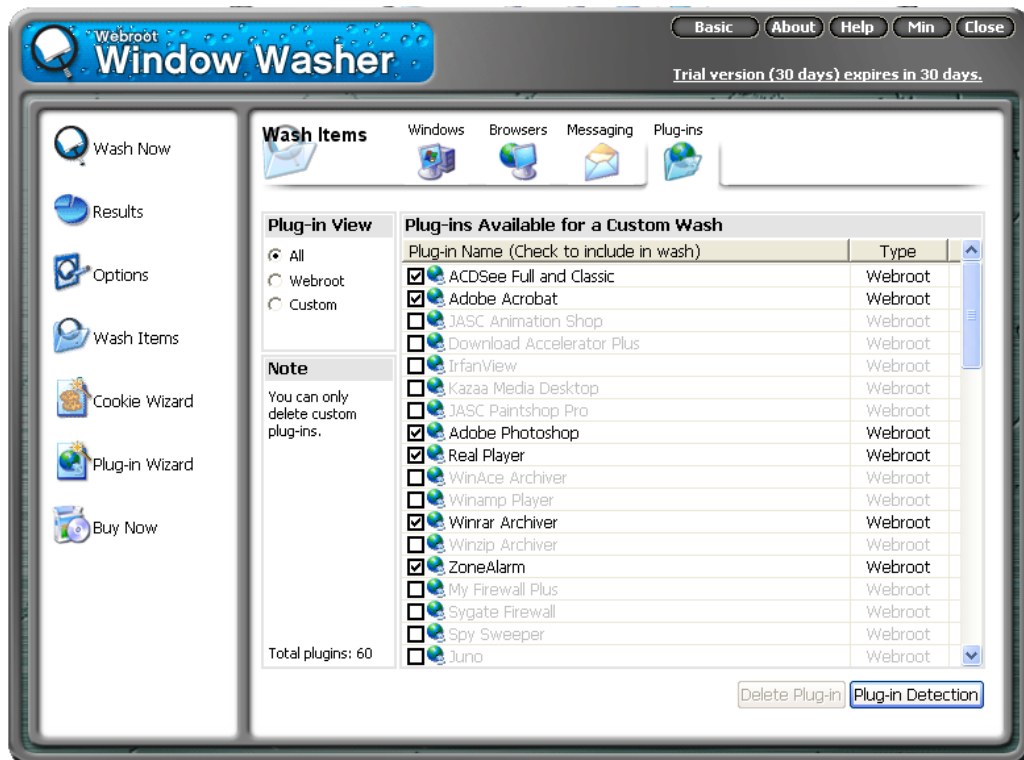 Webroot
Window Washer
Basic
About
Help
Min
Close
Trial version (30 days) expires in 30 days.
Wash Now
Results
Options
Wash Items
Cookie Wizard
Plug-in Wizard
Buy Now
Wash Items
Windows
Browsers
Messaging
Plug-ins
Plug-in View
All
Webroot
Custom
Note
You can only
delete custom
plug-ins.
Total plugins: 60
Plug-ins Available for a Custom Wash
Plug-in Name (Check to include in wash) Type
ACDSee Full and Classic Webroot
Adobe Acrobat Webroot
JASC Animation Shop Webroot
Download Accelerator Plus Webroot
IrfanView Webroot
Kazaa Media Desktop Webroot
JASC Paintshop Pro Webroot
Adobe Photoshop Webroot
Real Player Webroot
WinAce Archiver Webroot
Winamp Player Webroot
Winrar Archiver Webroot
Winzip Archiver Webroot
ZoneAlarm Webroot
My Firewall Plus Webroot
Sygate Firewall Webroot
Spy Sweeper Webroot
Juno Webroot
Delete Plug-in
Plug-in Detection